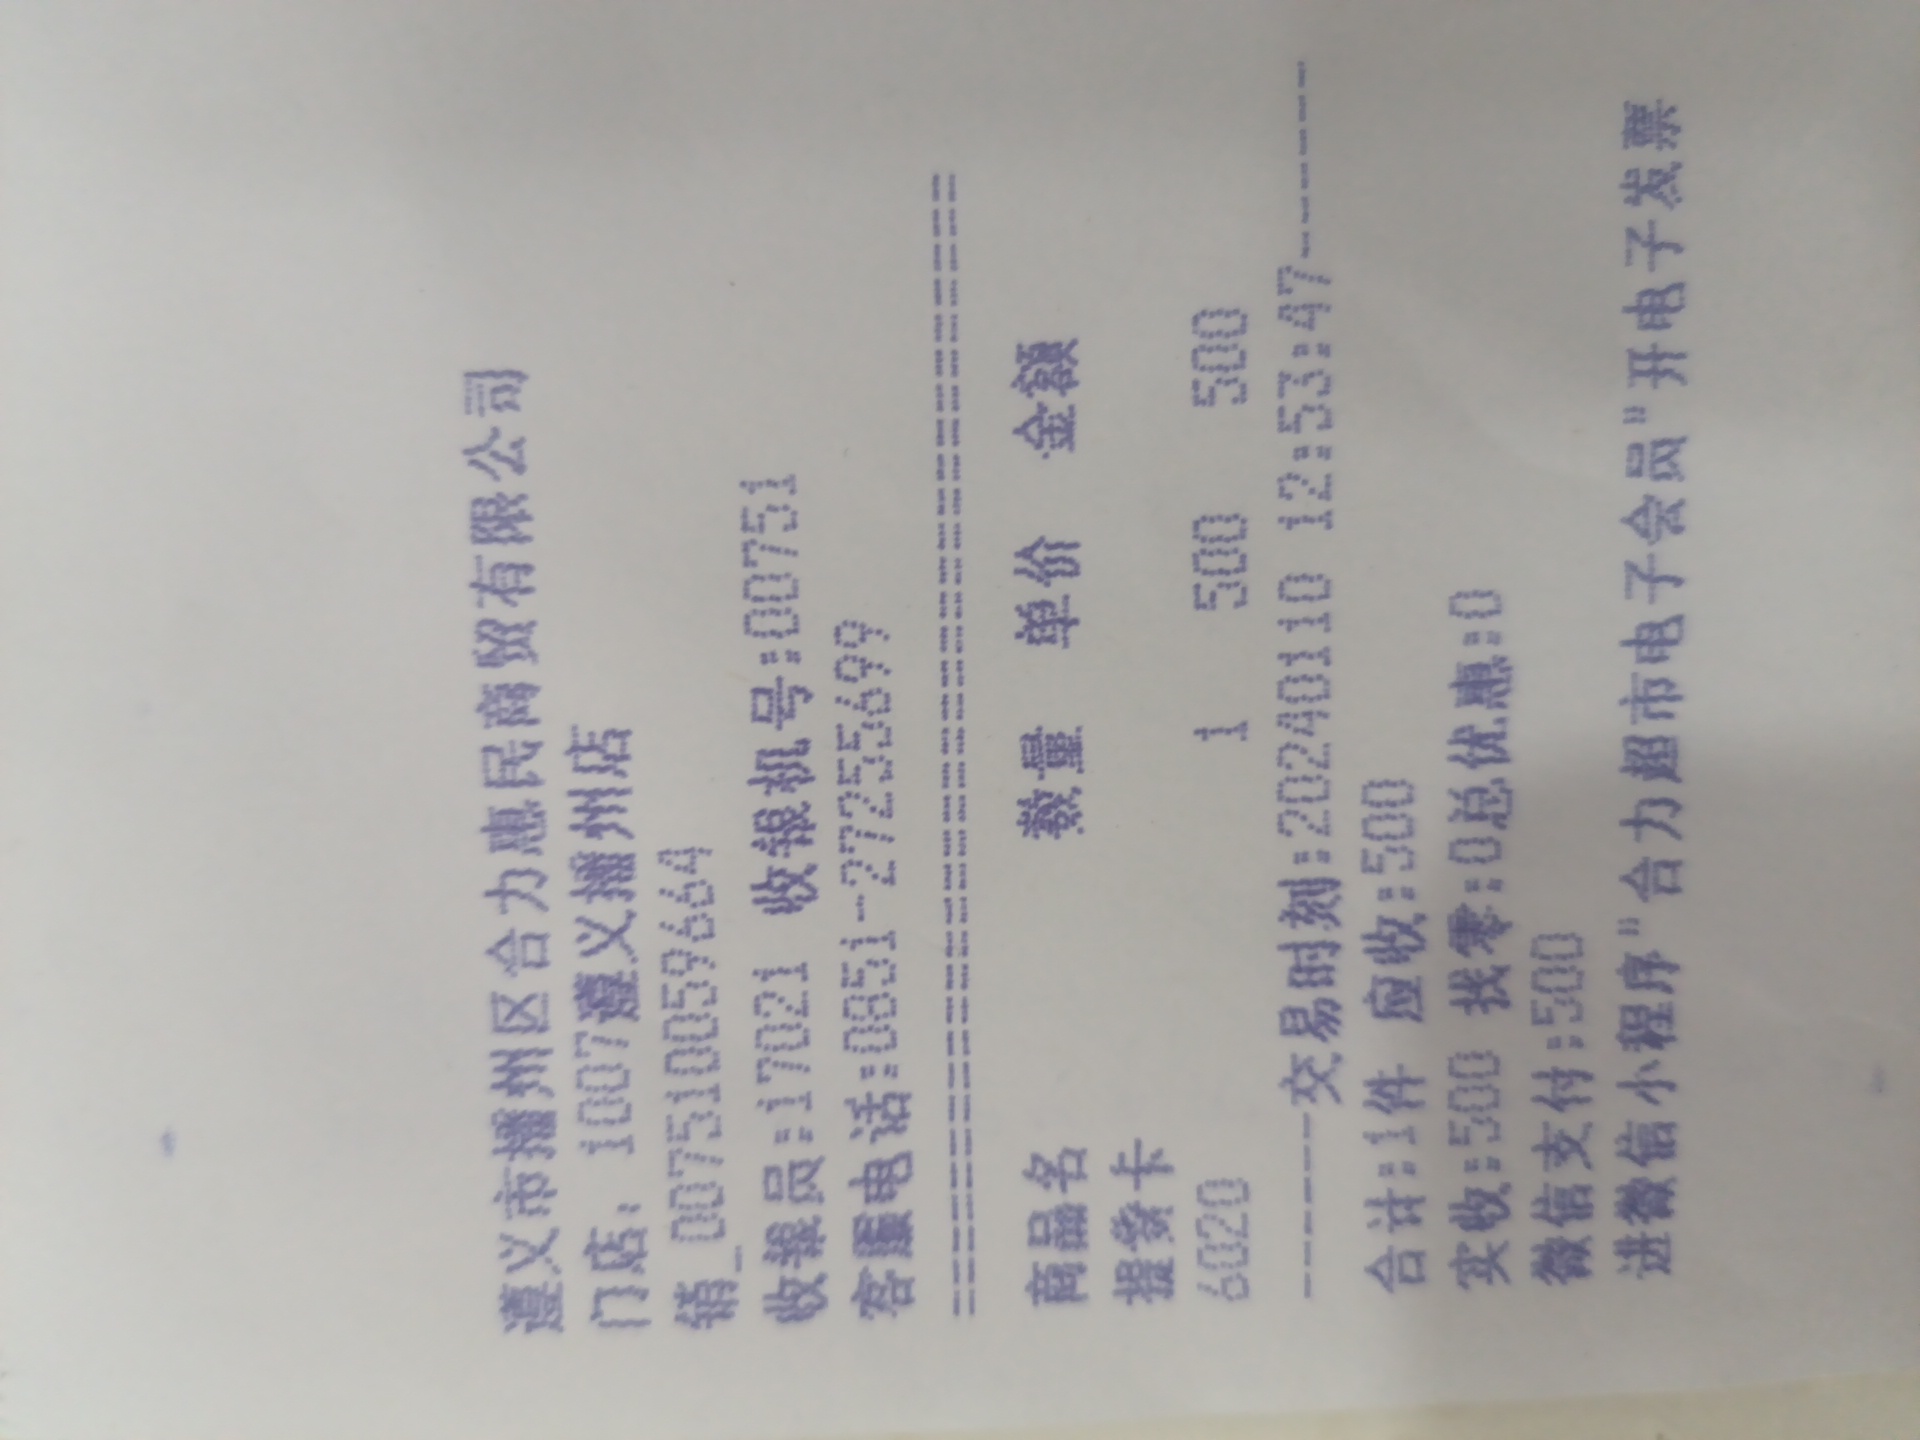 遵义市播州区合力惠民商贸有限公司
门店: 1007遵义播州店
销_007510059664
收银员:17021 收银机号:00751
客服电话:0851-27255699
================================
商品名 数量 单价 金额
提货卡
6020 1 500 500
-------交易时刻:20240110 12:53:47-------
合计:1件 应收:500
实收:500 找零:0总优惠:0
微信支付:500
进微信小程序"合力超市电子会员"开电子发票